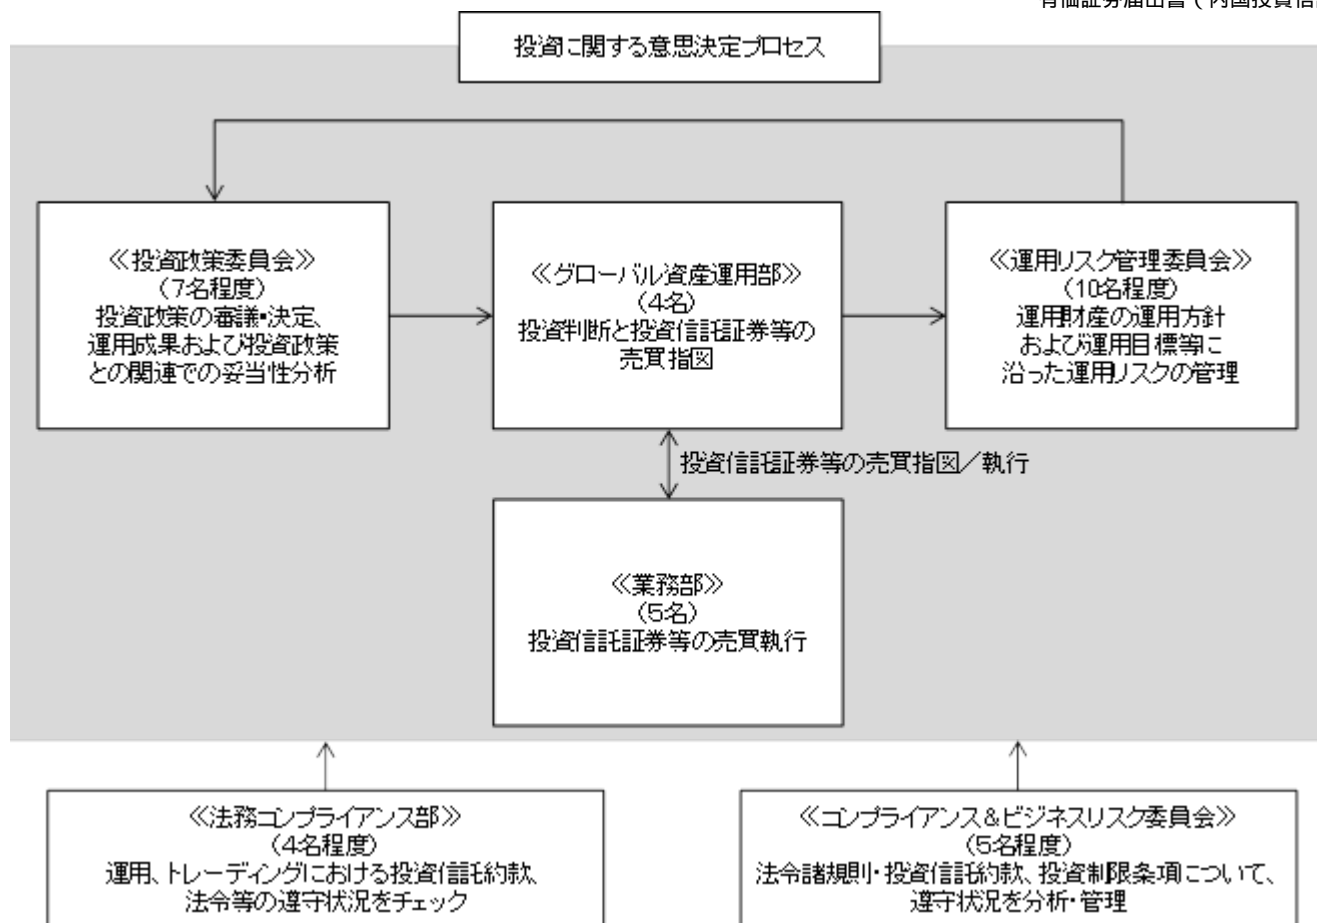 有価証券届出書(内国投資信
投資に関する意思決定プロセス
≪投資政策委員会≫
(7名程度)
投資政策の審議・決定、
運用成果および投資政策
との関連での妥当性分析
≪グローバル資産運用部≫
(4名)
投資判断と投資信託証券等の
売買指図
≪運用リスク管理委員会≫
(10名程度)
運用財産の運用方針
および運用目標等に
沿った運用リスクの管理
投資信託証券等の売買指図/執行
≪業務部≫
(5名)
投資信託証券等の売買執行
≪法務コンプライアンス部≫
(4名程度)
運用、トレーディングにおける投資信託約款、
法令等の遵守状況をチェック
≪コンプライアンス&ビジネスリスク委員会≫
(5名程度)
法令諸規則・投資信託約款、投資制限条項について、
遵守状況を分析・管理